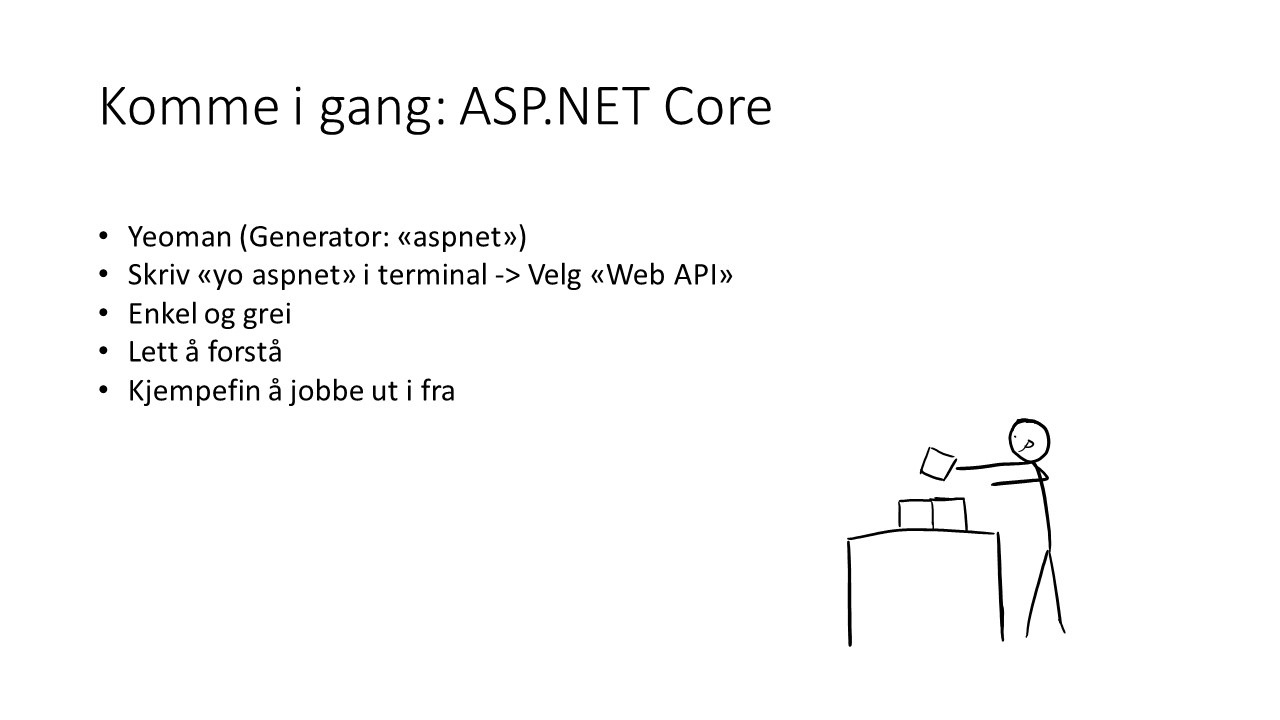 Komme i gang: ASP.NET Core
• Yeoman (Generator: «aspnet»)
• Skriv «yo aspnet» i terminal -> Velg «Web API»
• Enkel og grei
• Lett å forstå
• Kjempefin å jobbe ut i fra